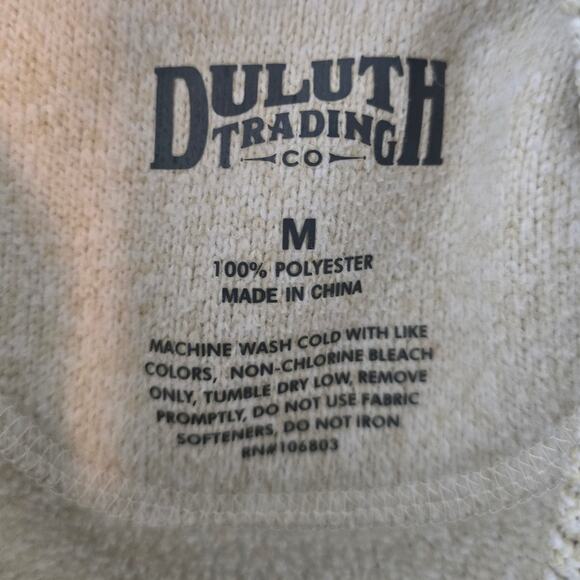 DULUTH
TRADING
CO
M
100% POLYESTER
MADE IN CHINA
MACHINE WASH COLD WITH LIKE
COLORS, NON-CHLORINE BLEACH
ONLY, TUMBLE DRY LOW, REMOVE
PROMPTLY, DO NOT USE FABRIC
SOFTENERS, DO NOT IRON
RN#106803